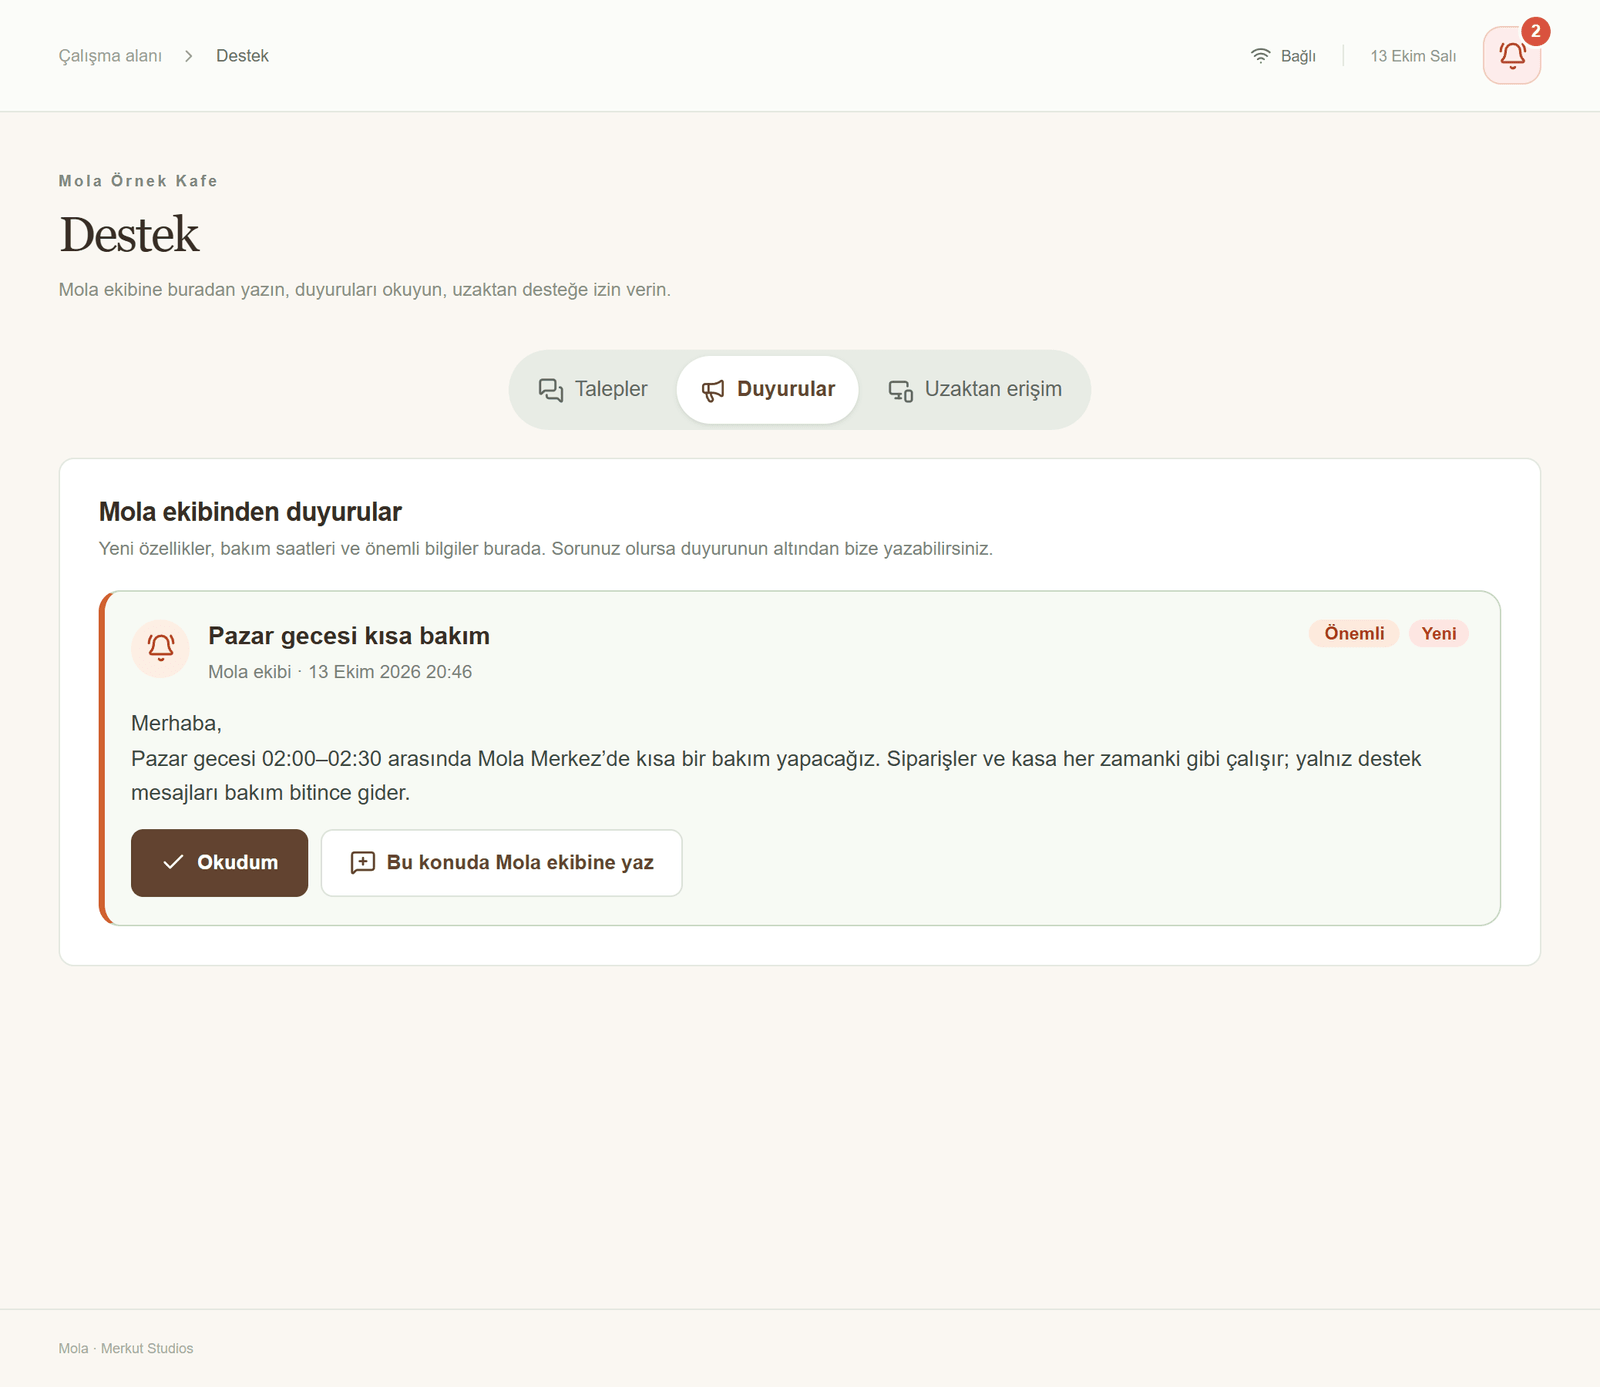 Çalışma alanı
Destek
Bağlı
13 Ekim Salı
2
Mola Örnek Kafe
Destek
Mola ekibine buradan yazın, duyuruları okuyun, uzaktan desteğe izin verin.
Talepler
Duyurular
Uzaktan erişim
Mola ekibinden duyurular
Yeni özellikler, bakım saatleri ve önemli bilgiler burada. Sorunuz olursa duyurunun altından bize yazabilirsiniz.
Pazar gecesi kısa bakım
Önemli
Yeni
Mola ekibi · 13 Ekim 2026 20:46
Merhaba,
Pazar gecesi 02:00–02:30 arasında Mola Merkez’de kısa bir bakım yapacağız. Siparişler ve kasa her zamanki gibi çalışır; yalnız destek
mesajları bakım bitince gider.
Okudum
Bu konuda Mola ekibine yaz
Mola · Merkut Studios